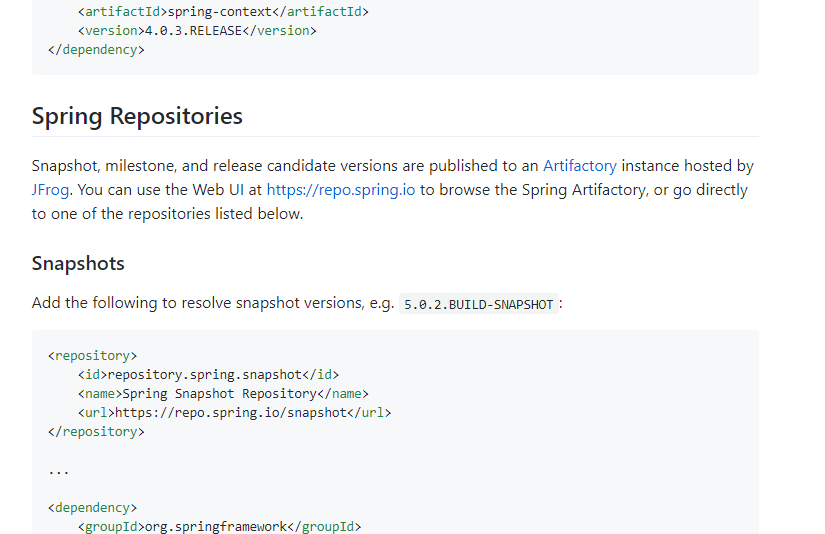 <artifactId>spring-context</artifactId>
    <version>4.0.3.RELEASE</version>
</dependency>
Spring Repositories
Snapshot, milestone, and release candidate versions are published to an Artifactory instance hosted by
JFrog. You can use the Web UI at https://repo.spring.io to browse the Spring Artifactory, or go directly
to one of the repositories listed below.
Snapshots
Add the following to resolve snapshot versions, e.g. 5.0.2.BUILD-SNAPSHOT:
<repository>
    <id>repository.spring.snapshot</id>
    <name>Spring Snapshot Repository</name>
    <url>https://repo.spring.io/snapshot</url>
</repository>
...
<dependency>
    <groupId>org.springframework</groupId>